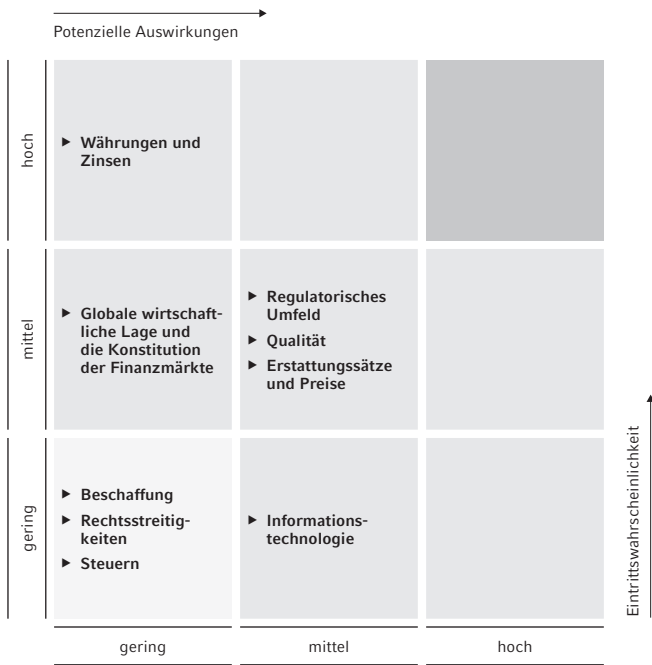 Potenzielle Auswirkungen
hoch
▶ Währungen und
Zinsen
mittel
▶ Globale wirtschaft-
liche Lage und
die Konstitution
der Finanzmärkte
▶ Regulatorisches
Umfeld
▶ Qualität
▶ Erstattungssätze
und Preise
gering
▶ Beschaffung
▶ Rechtsstreitig-
keiten
▶ Steuern
▶ Informations-
technologie
Eintrittswahrscheinlichkeit
gering
mittel
hoch